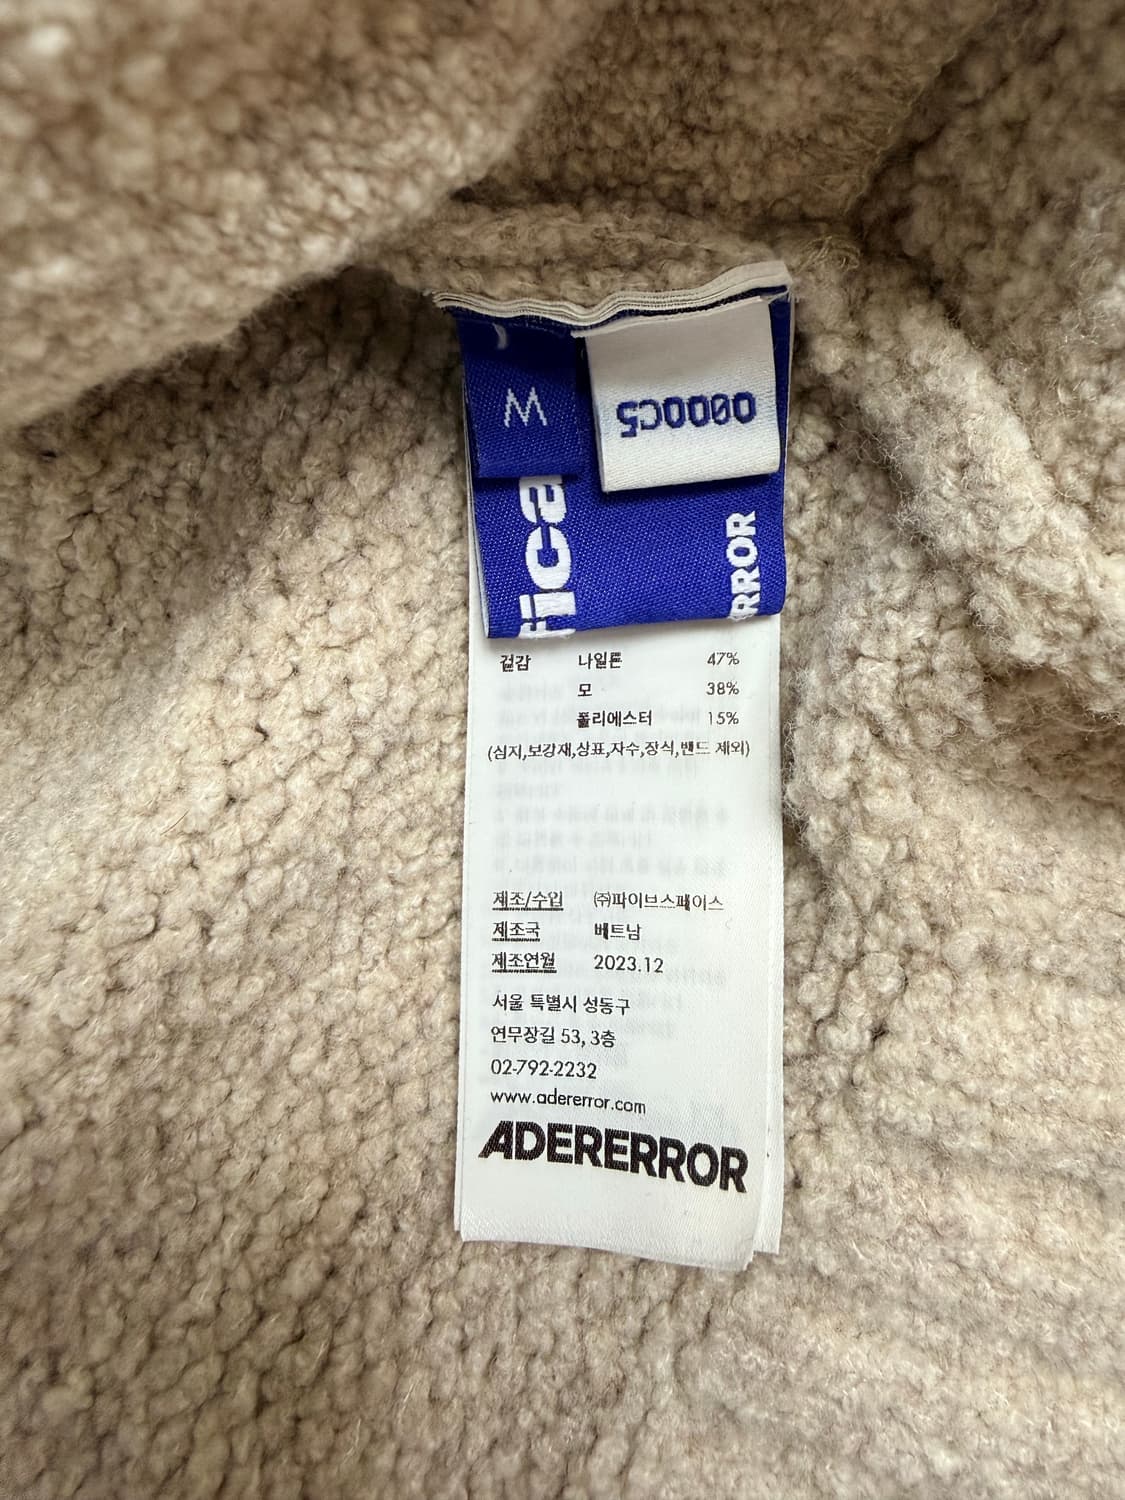 W
0000C5
fica
RROR
겉감 나일론 47%
모 38%
폴리에스터 15%
(심지,보강재,상표,자수,장식,밴드 제외)
제조/수입 ㈜파이브스페이스
제조국 베트남
제조연월 2023.12
서울 특별시 성동구
연무장길 53, 3층
02-792-2232
www.adererror.com
ADERERROR